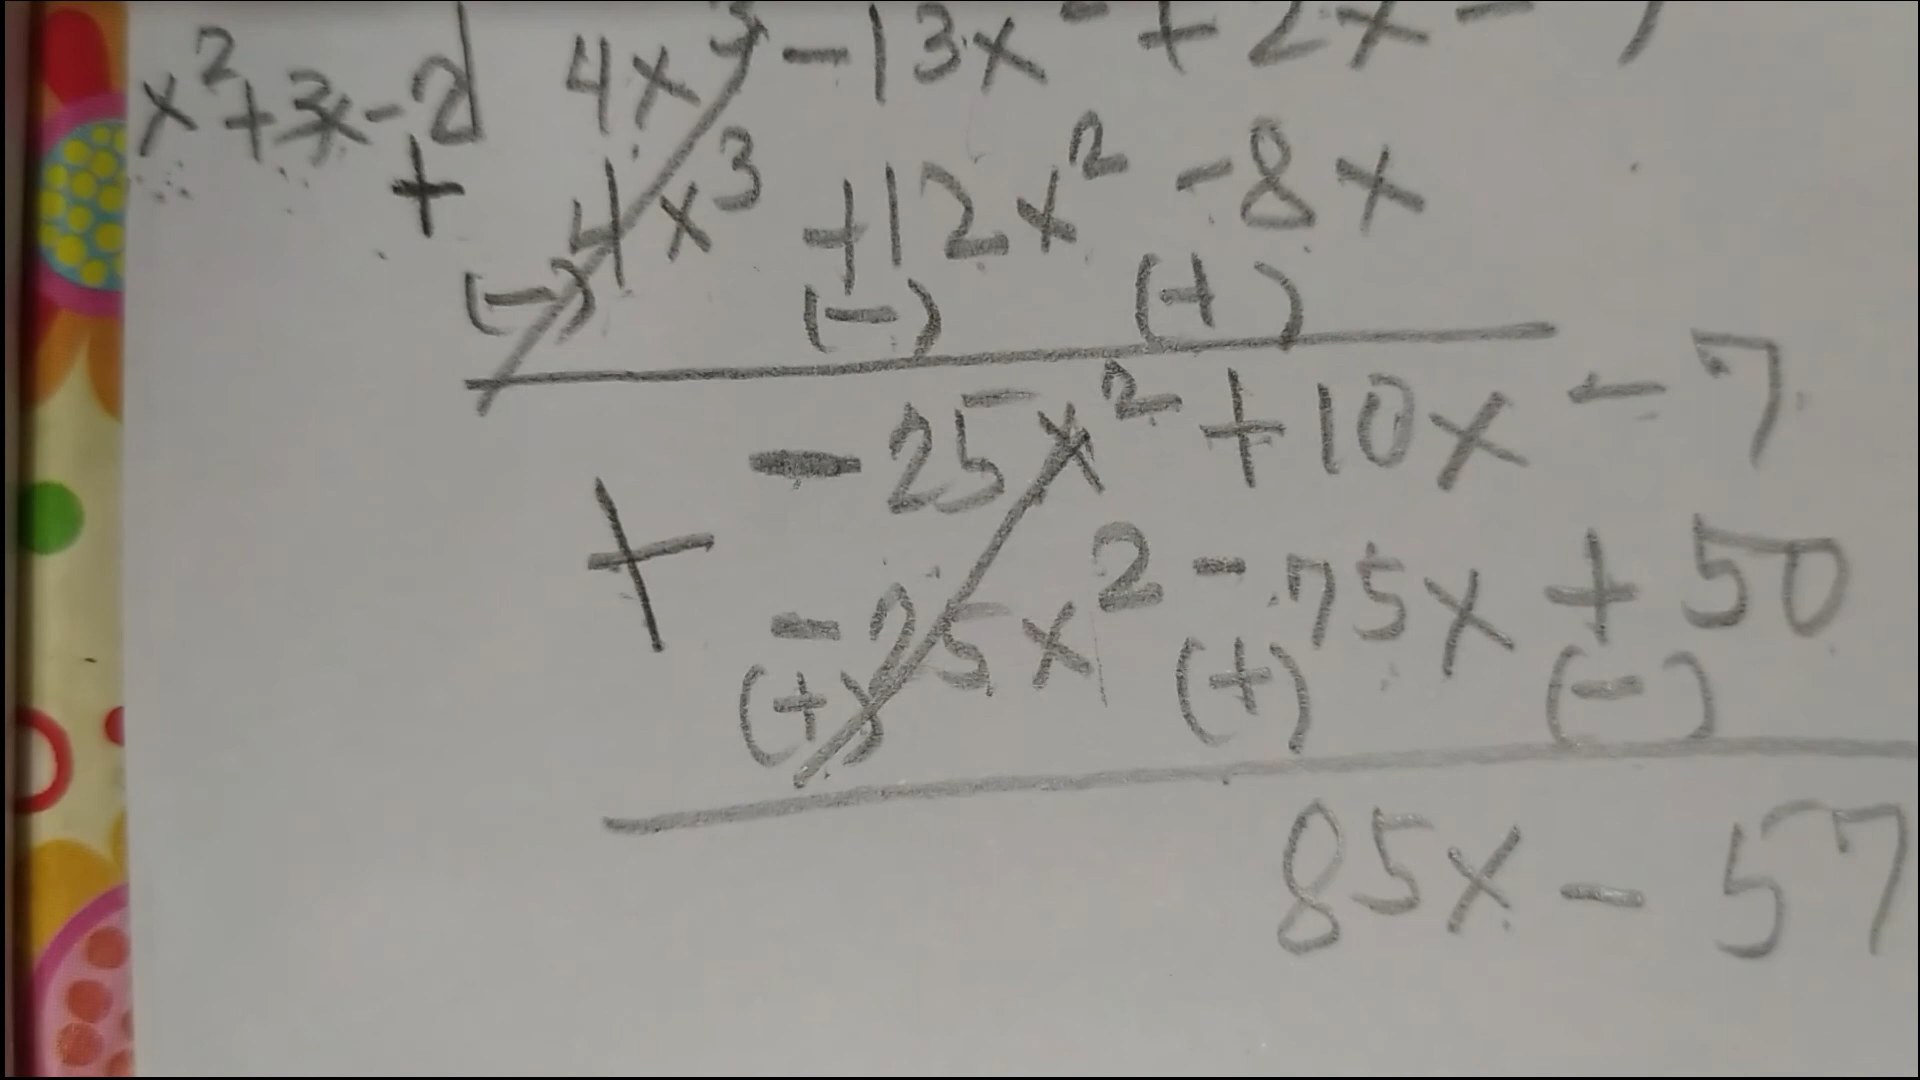 x²+3x-2 4x³ -13x² + 2x - 7
+ 4x³ +12x² -8x
(-) (-) (+)
-25x² +10x -7
+ -25x² -75x +50
(+) (+) (-)
85x - 57